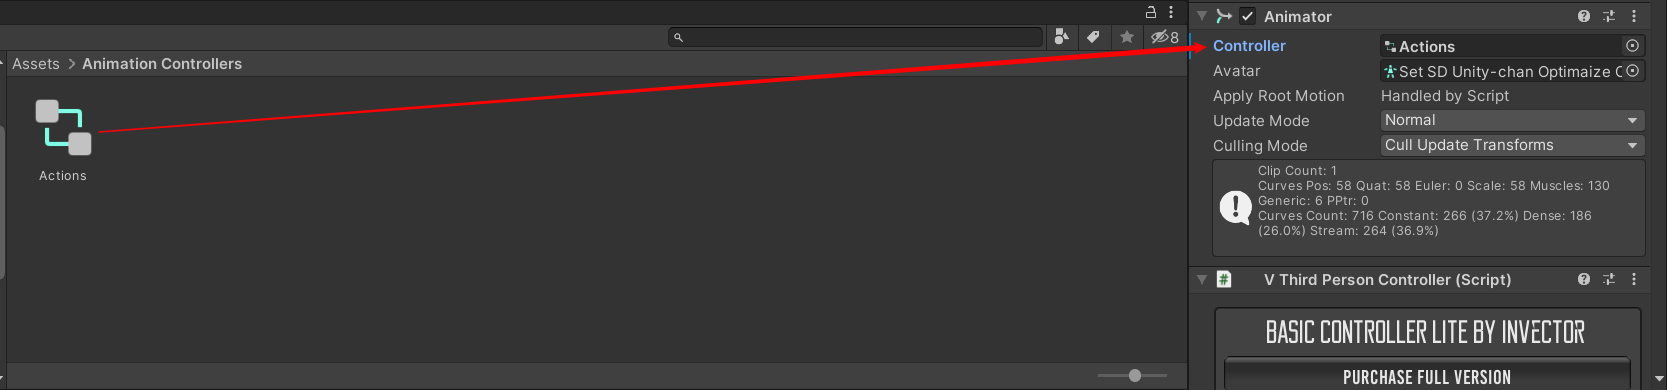 8
Assets > Animation Controllers
Actions
Animator
Controller Actions
Avatar Set SD Unity-chan Optimaize C
Apply Root Motion Handled by Script
Update Mode Normal
Culling Mode Cull Update Transforms
Clip Count: 1
Curves Pos: 58 Quat: 58 Euler: 0 Scale: 58 Muscles: 130
Generic: 6 PPtr: 0
Curves Count: 716 Constant: 266 (37.2%) Dense: 186
(26.0%) Stream: 264 (36.9%)
V Third Person Controller (Script)
BASIC CONTROLLER LITE BY INVECTOR
PURCHASE FULL VERSION